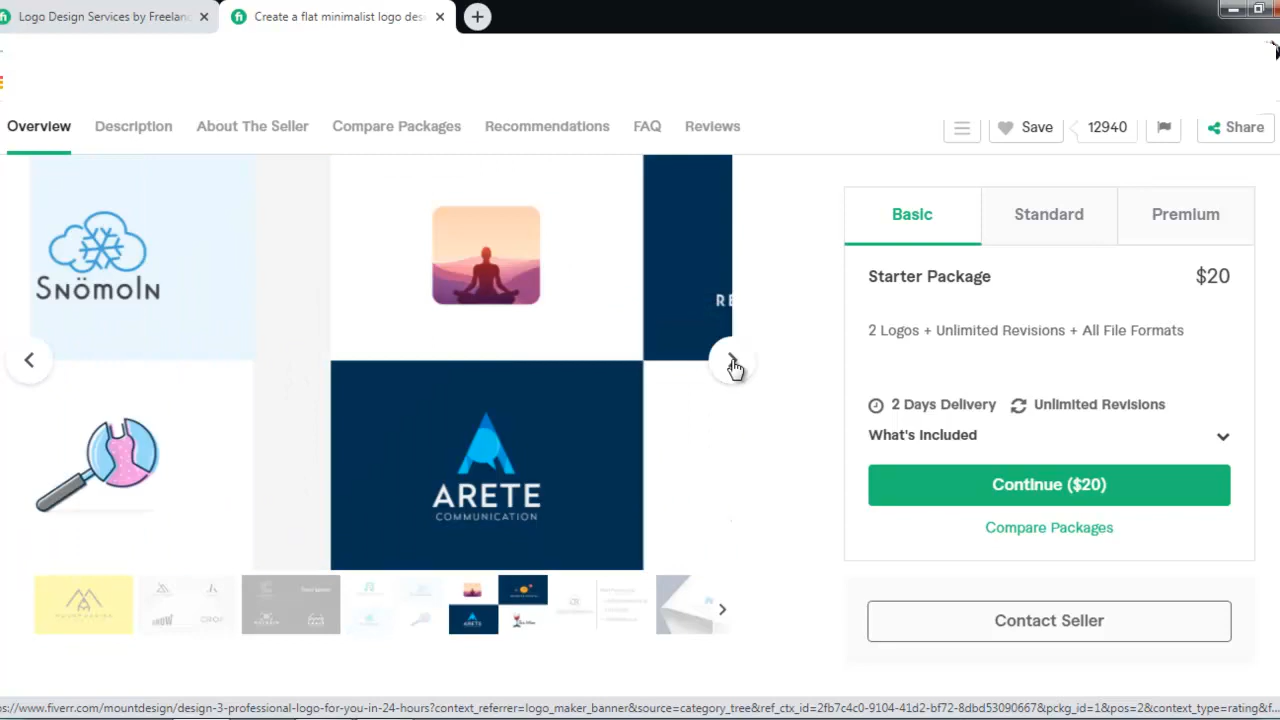 Logo Design Services by Freelanc
Create a flat minimalist logo des
Overview
Description
About The Seller
Compare Packages
Recommendations
FAQ
Reviews
Save
12940
Share
SNÖMOLN
ARETE
COMMUNICATION
RE
Basic
Standard
Premium
Starter Package
$20
2 Logos + Unlimited Revisions + All File Formats
2 Days Delivery
Unlimited Revisions
What's Included
Continue ($20)
Compare Packages
Contact Seller
ps://www.fiverr.com/mountdesign/design-3-professional-logo-for-you-in-24-hours?context_referrer=logo_maker_banner&source=category_tree&ref_ctx_id=2fb7c4c0-9104-41d2-bf72-8dbd53090667&pckg_id=1&pos=2&context_type=rating&f...